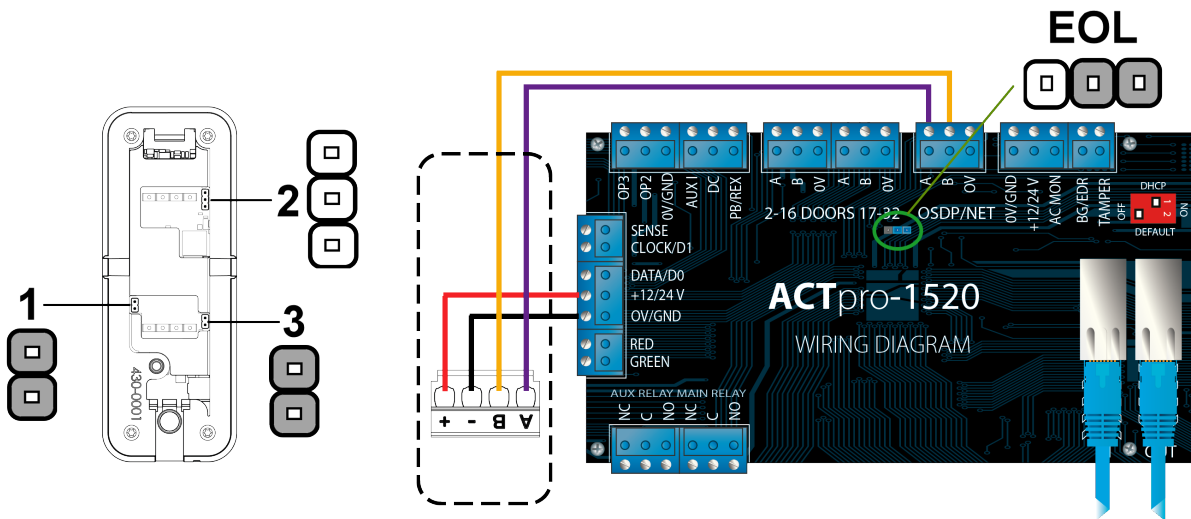 EOL
1
2
3
430-0001
+ - B A
OP3
OP2
0V/GND
AUX I
DC
PB/REX
A
B
0V
A
B
0V
A
B
0V
0V/GND
+12/24 V
AC MON
BG/EDR
TAMPER
2-16 DOORS 17-32
OSDP/NET
DHCP
OFF
1
2
ON
DEFAULT
SENSE
CLOCK/D1
DATA/D0
+12/24 V
0V/GND
RED
GREEN
ACTpro-1520
WIRING DIAGRAM
AUX RELAY MAIN RELAY
NC
C
NO
NC
C
NO
OUT